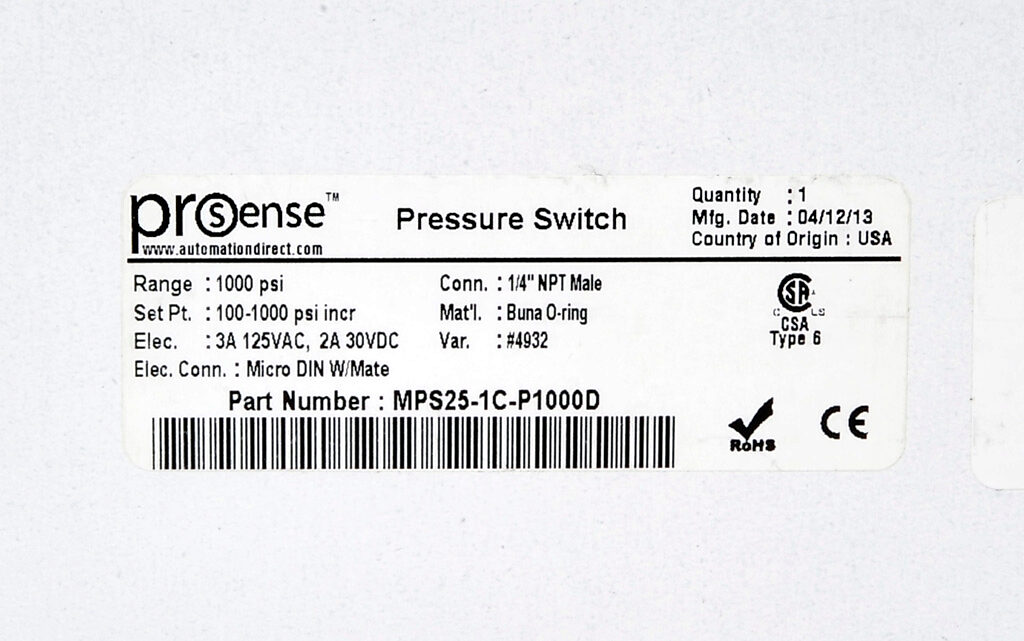 prosense™
www.automationdirect.com
Pressure Switch
Quantity : 1
Mfg. Date : 04/12/13
Country of Origin : USA
Range : 1000 psi
Set Pt. : 100-1000 psi incr
Elec. : 3A 125VAC, 2A 30VDC
Elec. Conn. : Micro DIN W/Mate
Conn. : 1/4" NPT Male
Mat'l. : Buna O-ring
Var. : #4932
SA
C LS
CSA
Type 6
Part Number : MPS25-1C-P1000D
RoHS
CE